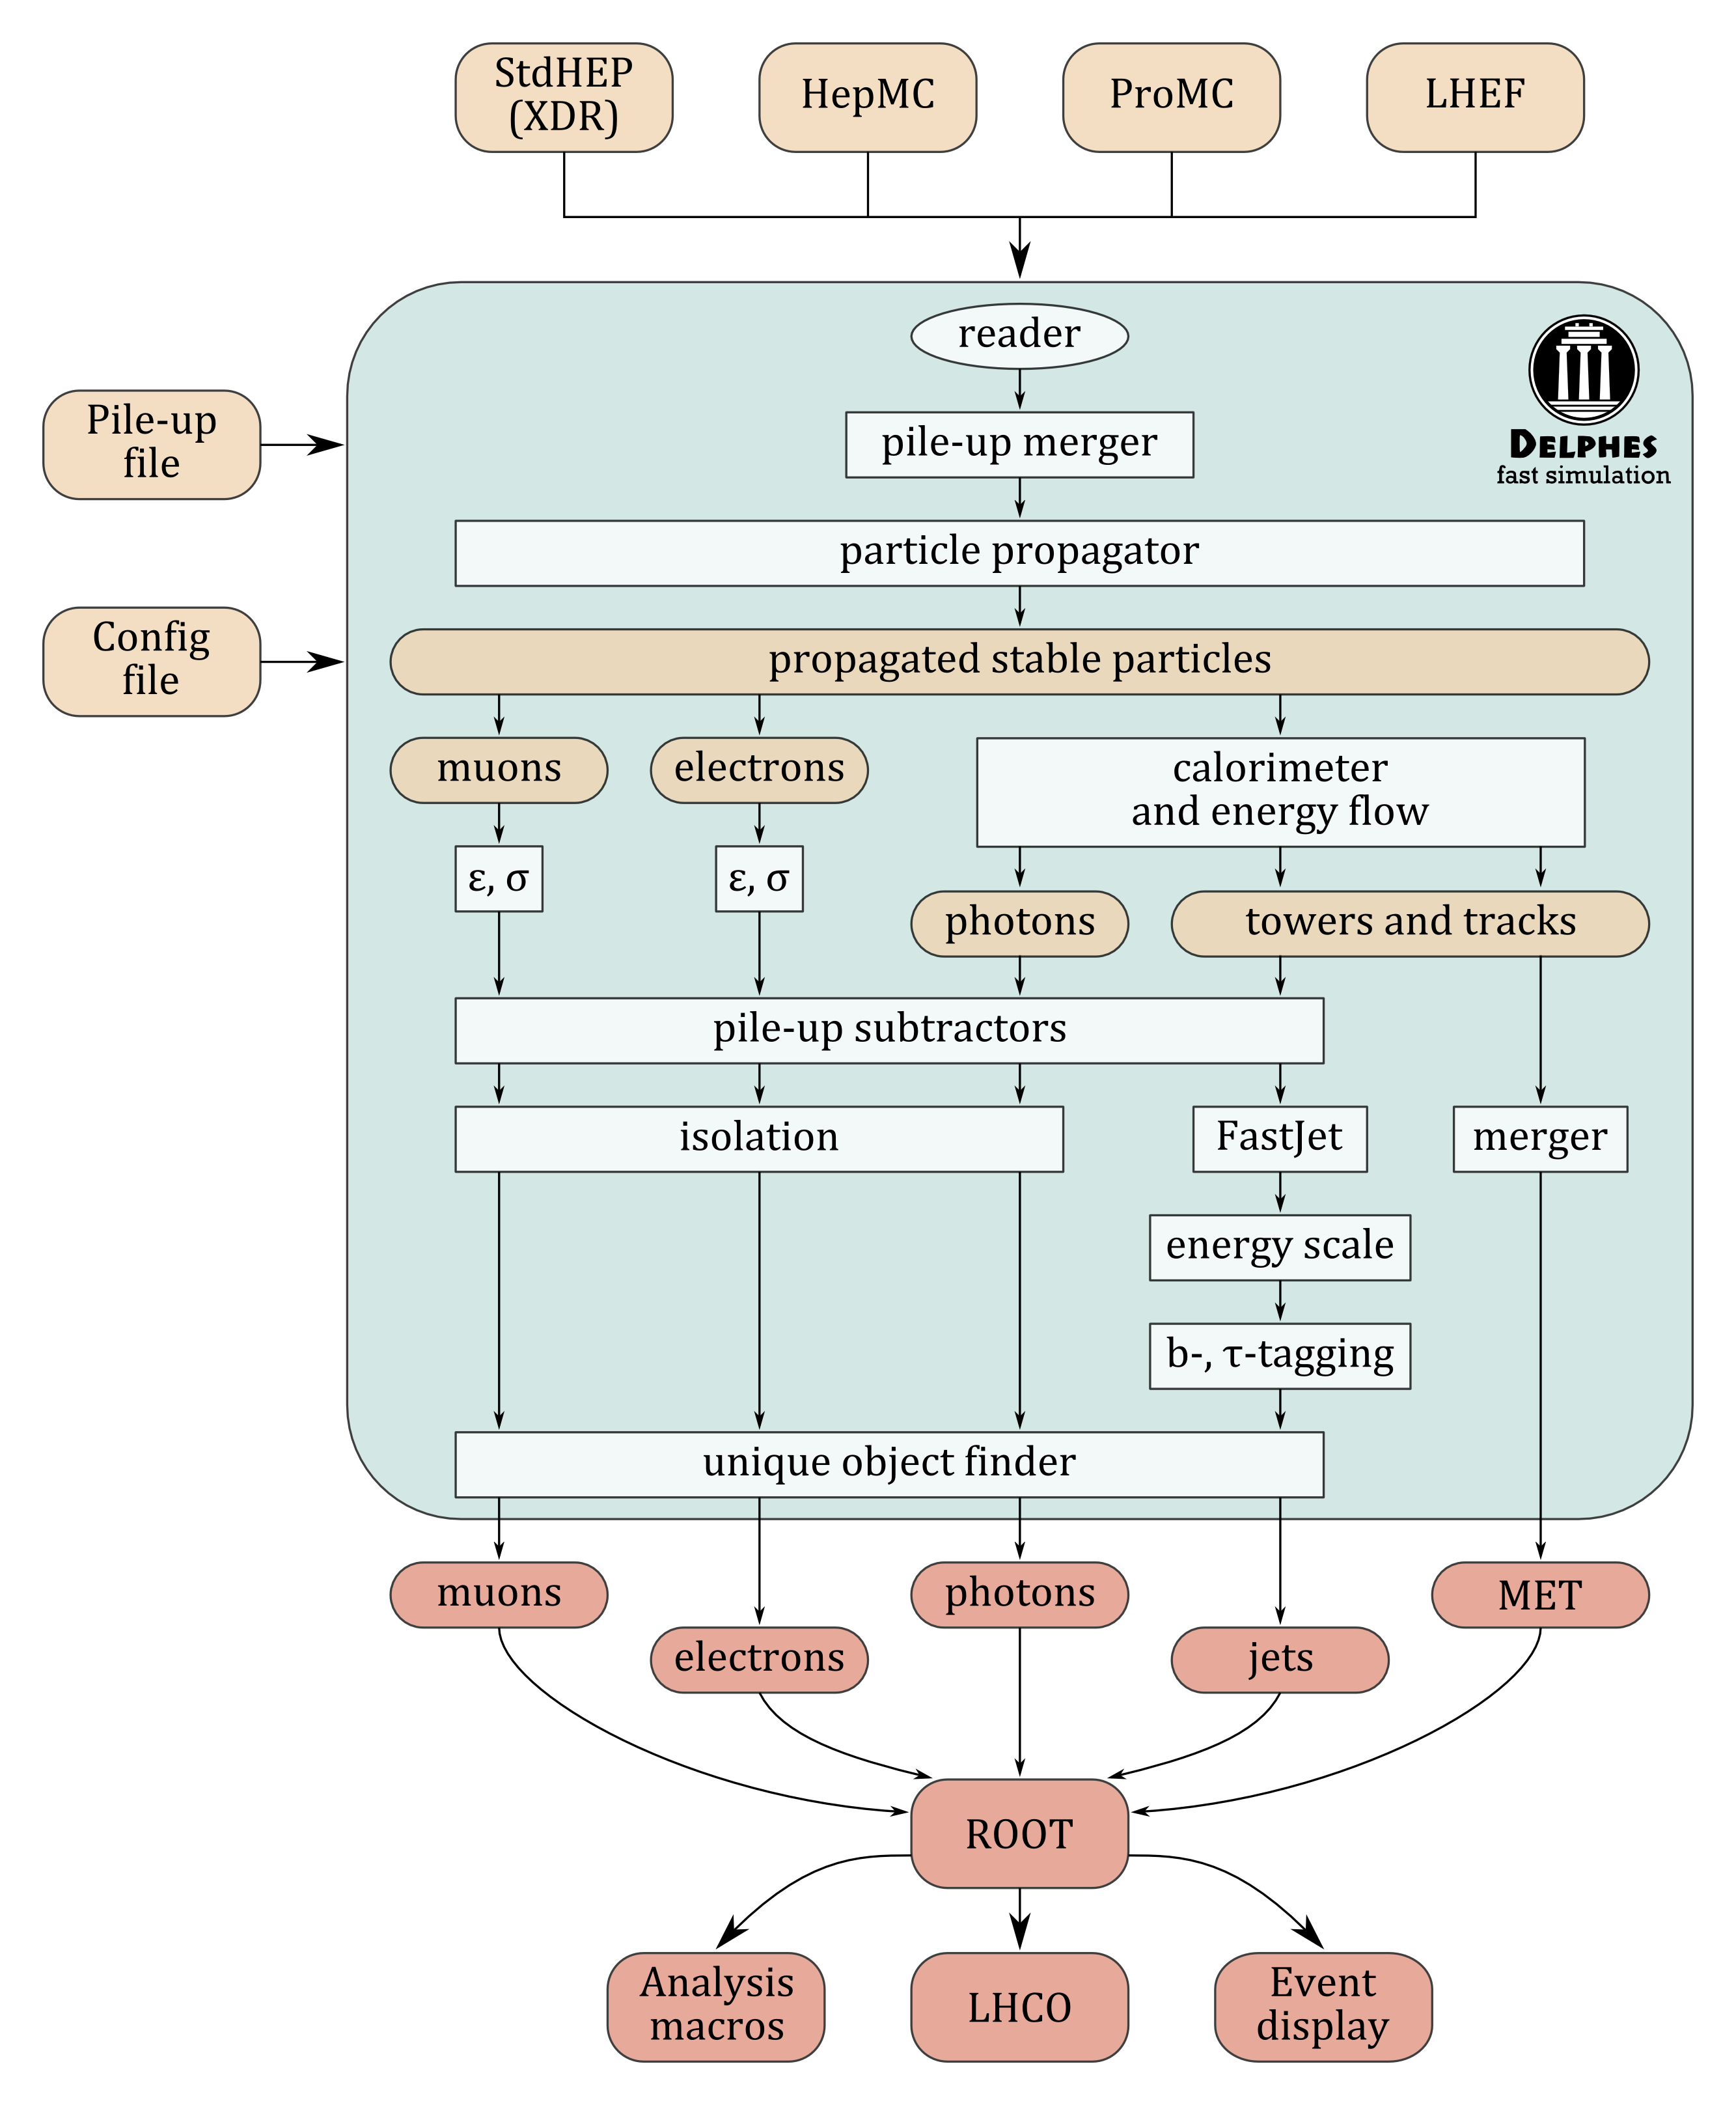 StdHEP
(XDR)
HepMC
ProMC
LHEF
reader
DELPHES
fast simulation
Pile-up
file
pile-up merger
particle propagator
Config
file
propagated stable particles
muons
electrons
calorimeter
and energy flow
ε, σ
ε, σ
photons
towers and tracks
pile-up subtractors
isolation
FastJet
merger
energy scale
b-, τ-tagging
unique object finder
muons
photons
MET
electrons
jets
ROOT
Analysis
macros
LHCO
Event
display